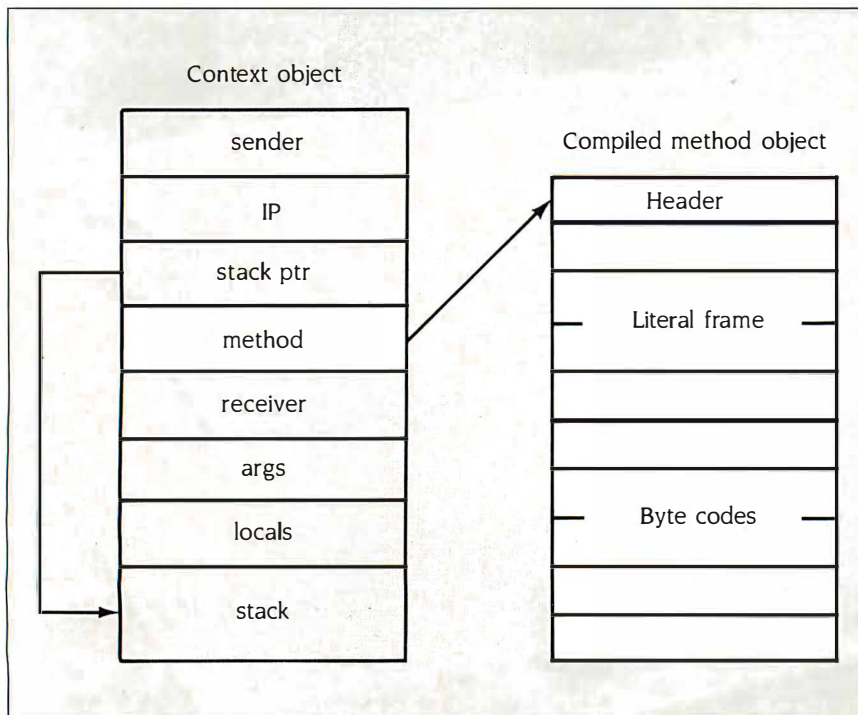 Context object
sender
IP
stack ptr
method
receiver
args
locals
stack
Compiled method object
Header
Literal frame
Byte codes